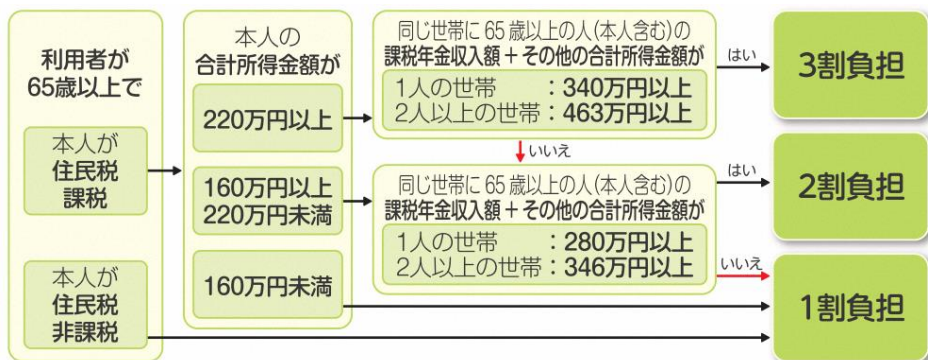 利用者が
65歳以上で
本人が
住民税
課税
本人が
住民税
非課税
本人の
合計所得金額が
220万円以上
160万円以上
220万円未満
160万円未満
同じ世帯に65歳以上の人(本人含む)の
課税年金収入額+その他の合計所得金額が
1人の世帯 :340万円以上
2人以上の世帯:463万円以上
はい
いいえ
同じ世帯に65歳以上の人(本人含む)の
課税年金収入額+その他の合計所得金額が
1人の世帯 :280万円以上
2人以上の世帯:346万円以上
はい
いいえ
3割負担
2割負担
1割負担